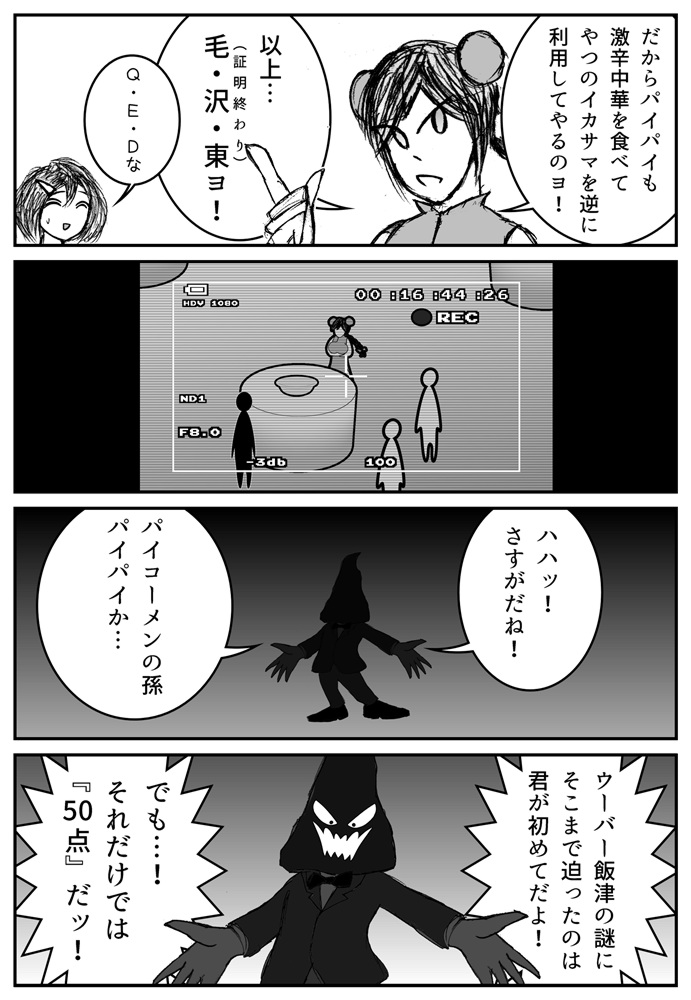 だからパイパイも
激辛中華を食べて
やつのイカサマを逆に
利用してやるのヨ！
以上…
（証明終わり）
毛・沢・東ヨ！
Q・E・Dな
HDV 1080
00:16:44:26
REC
ND1
F8.0
-3db
100
ハハッ！
さすがだね！
パイコーメンの孫
パイパイか…
ウーバー飯津の謎に
そこまで迫ったのは
君が初めてだよ！
でも…！
それだけでは
『50点』だッ！